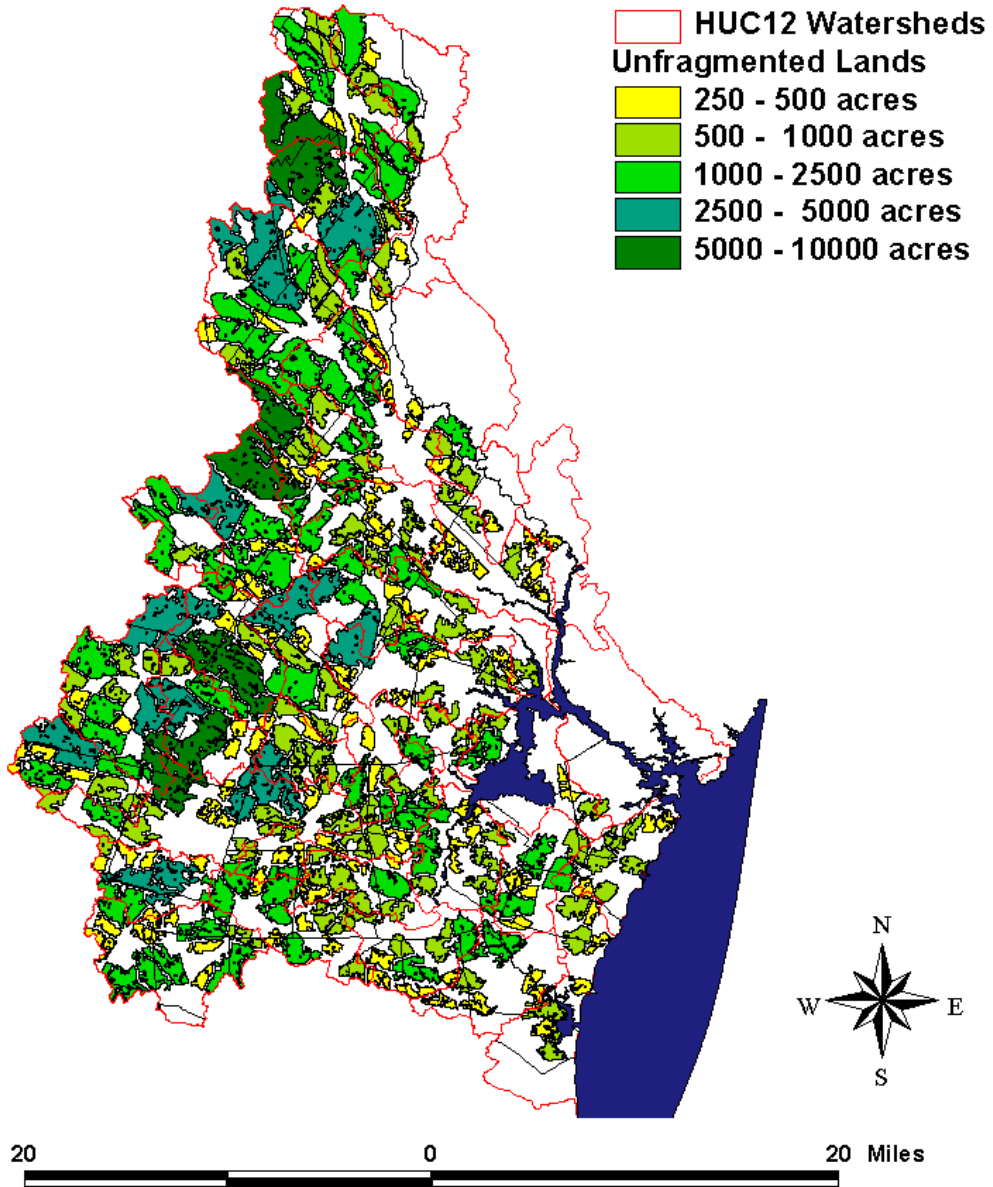 HUC12 Watersheds
Unfragmented Lands
250 - 500 acres
500 - 1000 acres
1000 - 2500 acres
2500 - 5000 acres
5000 - 10000 acres
N
W E
S
20 0 20 Miles